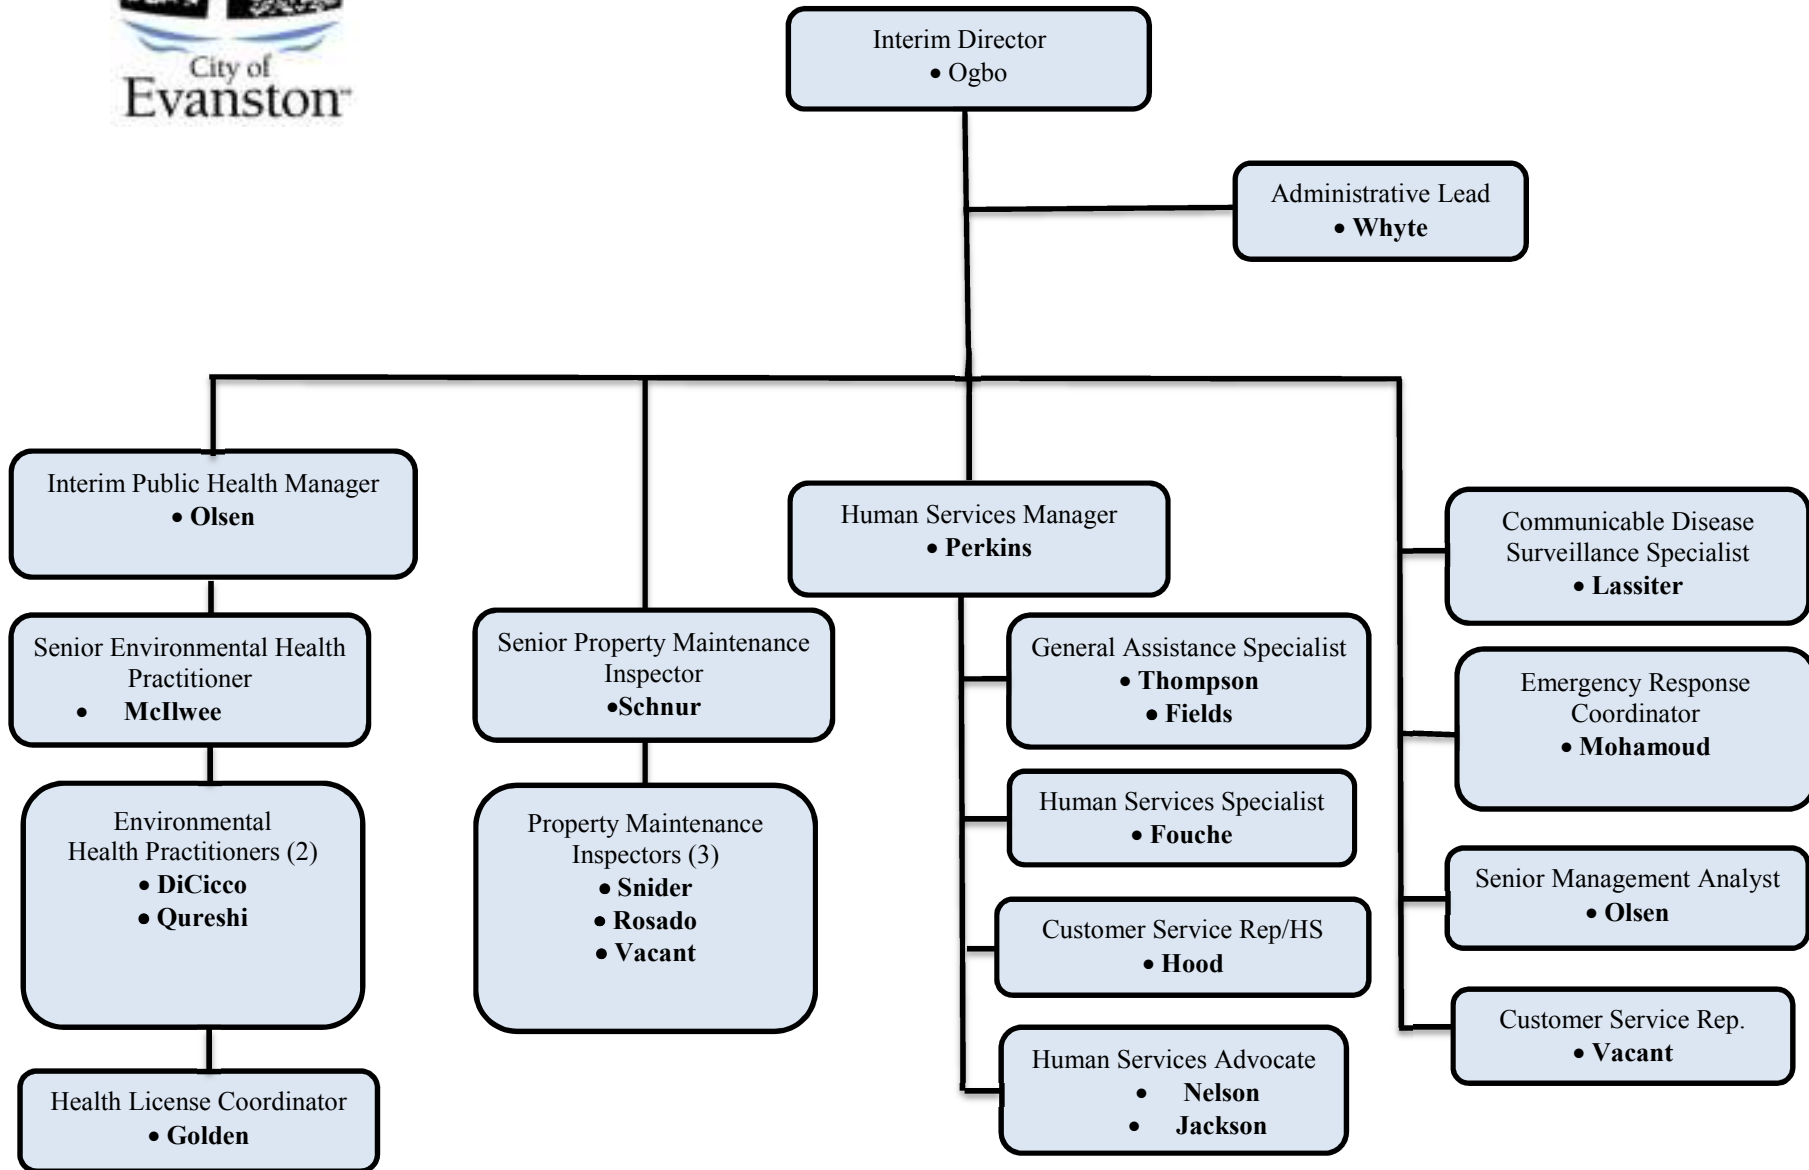 City of
Evanston™
Interim Director
• Ogbo
Administrative Lead
• Whyte
Interim Public Health Manager
• Olsen
Senior Environmental Health
Practitioner
• McIlwee
Environmental
Health Practitioners (2)
• DiCicco
• Qureshi
Health License Coordinator
• Golden
Senior Property Maintenance
Inspector
•Schnur
Property Maintenance
Inspectors (3)
• Snider
• Rosado
• Vacant
Human Services Manager
• Perkins
General Assistance Specialist
• Thompson
• Fields
Human Services Specialist
• Fouche
Customer Service Rep/HS
• Hood
Human Services Advocate
• Nelson
• Jackson
Communicable Disease
Surveillance Specialist
• Lassiter
Emergency Response
Coordinator
• Mohamoud
Senior Management Analyst
• Olsen
Customer Service Rep.
• Vacant